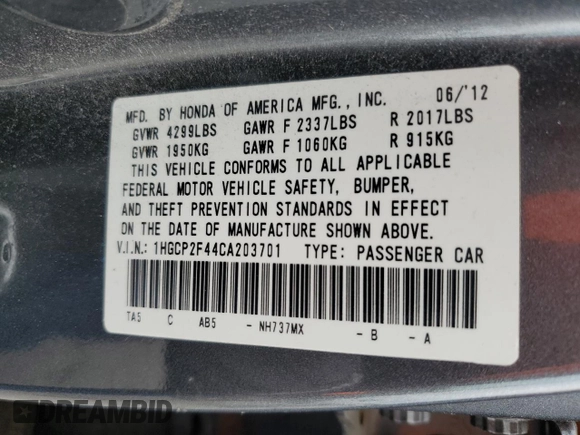 MFD. BY HONDA OF AMERICA MFG., INC. 06/'12
GVWR 4299LBS GAWR F 2337LBS R 2017LBS
GVWR 1950KG GAWR F 1060KG R 915KG
THIS VEHICLE CONFORMS TO ALL APPLICABLE
FEDERAL MOTOR VEHICLE SAFETY, BUMPER,
AND THEFT PREVENTION STANDARDS IN EFFECT
ON THE DATE OF MANUFACTURE SHOWN ABOVE.
V.I.N.: 1HGCP2F44CA203701 TYPE: PASSENGER CAR
TA5 C AB5 - NH737MX - B - A
DREAMBID